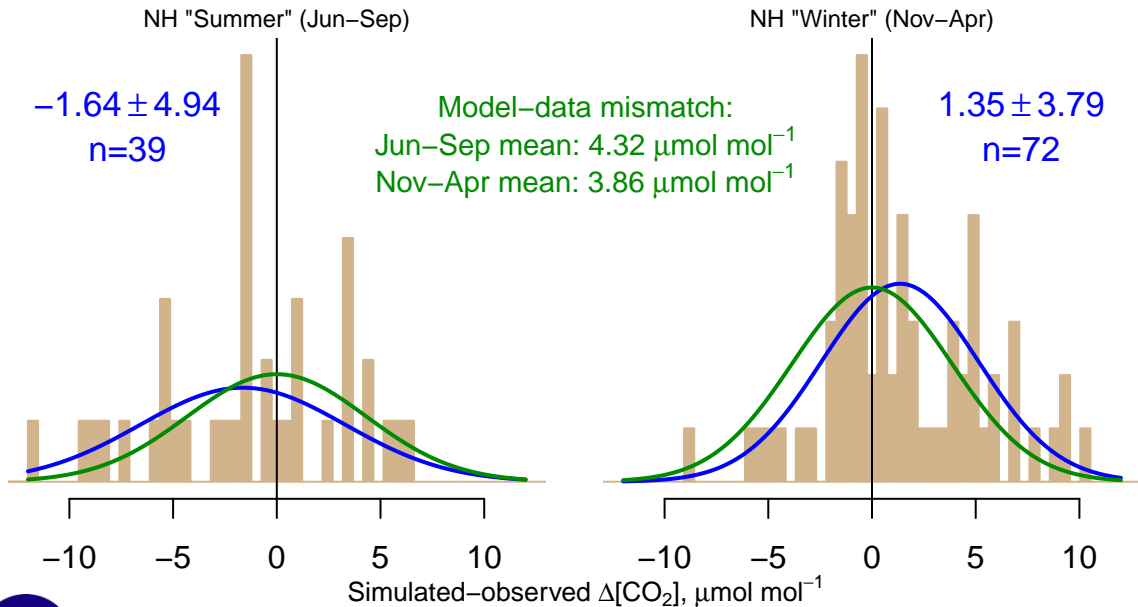 NH "Summer" (Jun−Sep)
NH "Winter" (Nov−Apr)
−1.64 ± 4.94
n=39
Model−data mismatch:
Jun−Sep mean: 4.32 μmol mol⁻¹
Nov−Apr mean: 3.86 μmol mol⁻¹
1.35 ± 3.79
n=72
−10 −5 0 5 10
−10 −5 0 5 10
Simulated−observed Δ[CO₂], μmol mol⁻¹